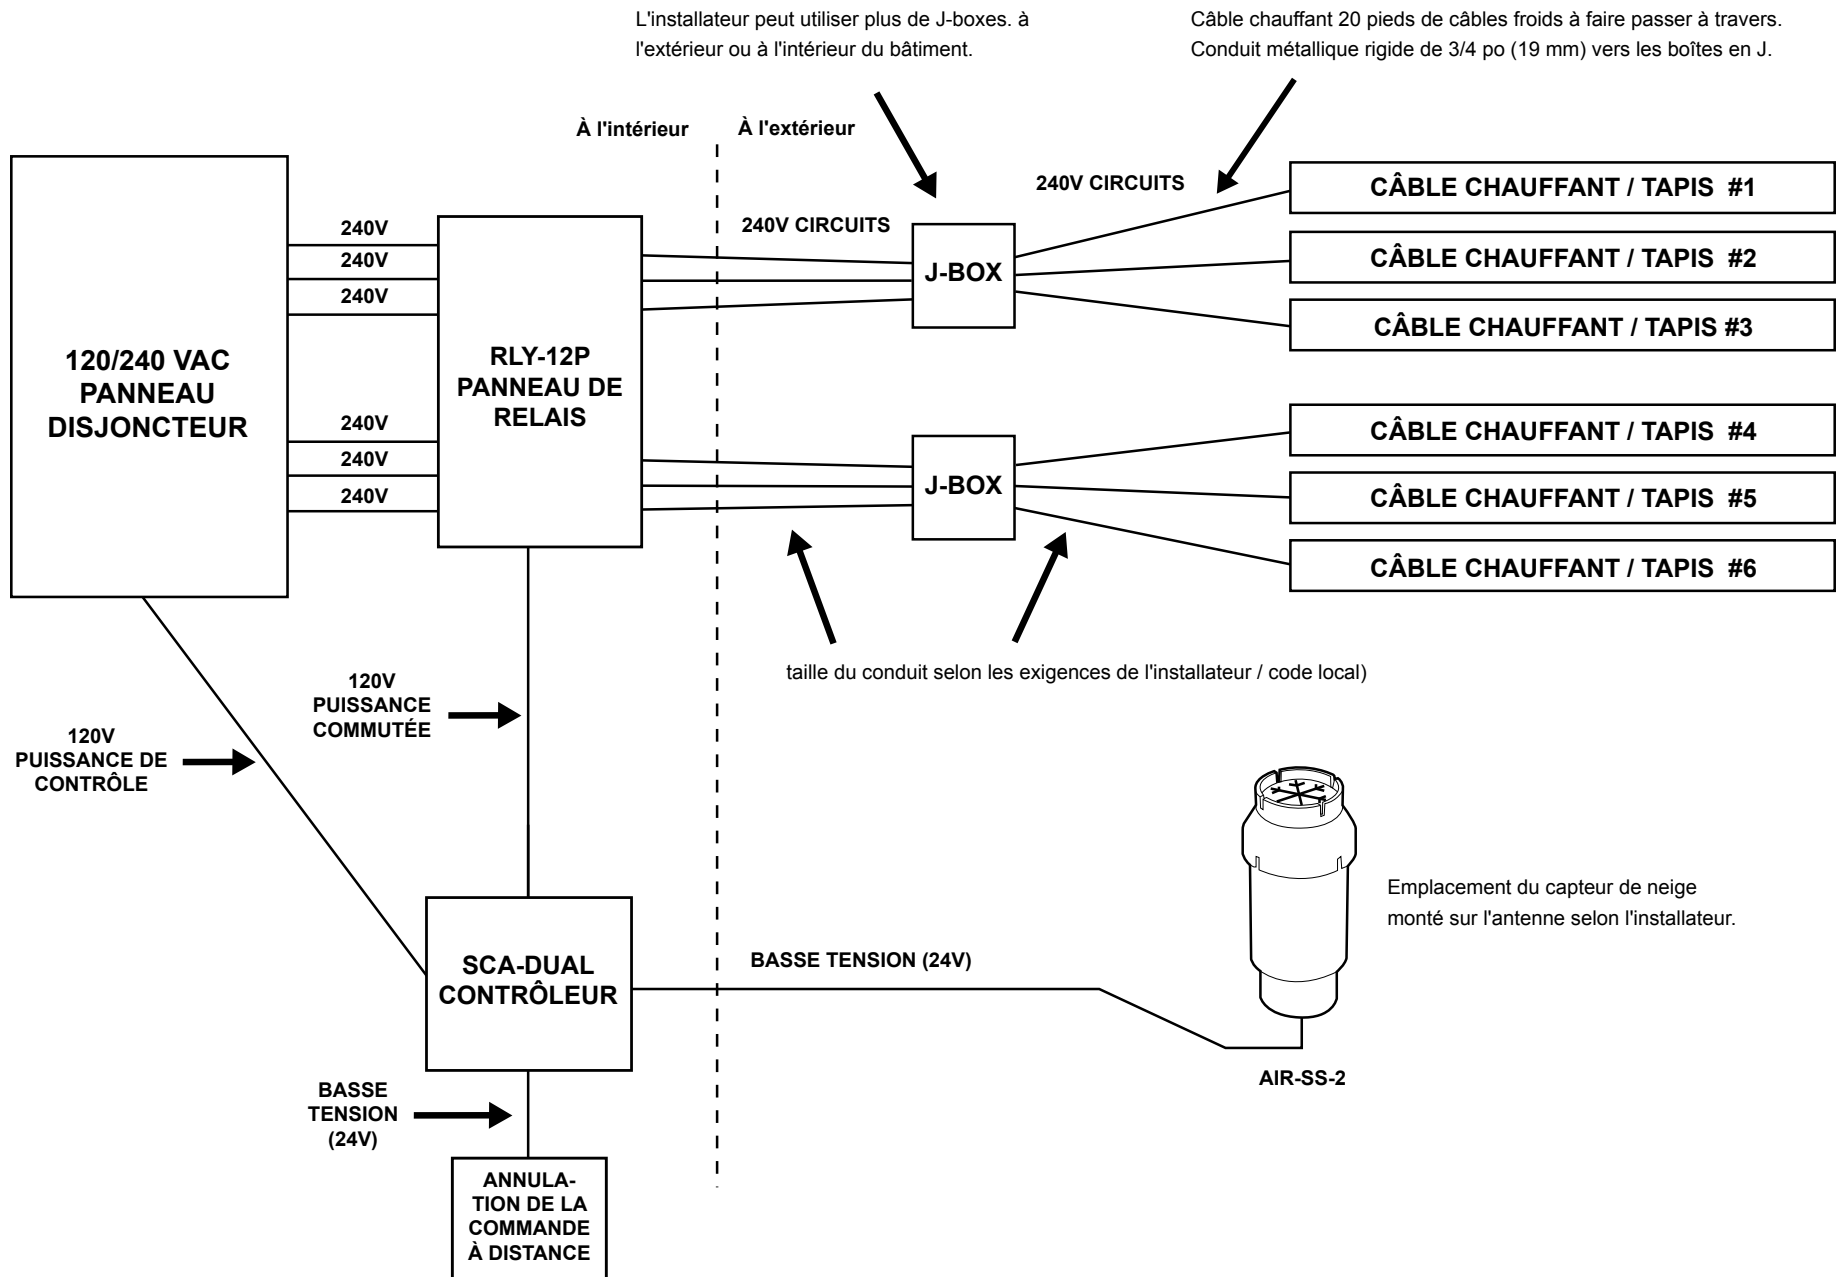 L'installateur peut utiliser plus de J-boxes. à
l'extérieur ou à l'intérieur du bâtiment.
Câble chauffant 20 pieds de câbles froids à faire passer à travers.
Conduit métallique rigide de 3/4 po (19 mm) vers les boîtes en J.
À l'intérieur
À l'extérieur
120/240 VAC
PANNEAU
DISJONCTEUR
240V
240V
240V
240V
240V
240V
RLY-12P
PANNEAU DE
RELAIS
240V CIRCUITS
J-BOX
J-BOX
240V CIRCUITS
CÂBLE CHAUFFANT / TAPIS #1
CÂBLE CHAUFFANT / TAPIS #2
CÂBLE CHAUFFANT / TAPIS #3
CÂBLE CHAUFFANT / TAPIS #4
CÂBLE CHAUFFANT / TAPIS #5
CÂBLE CHAUFFANT / TAPIS #6
taille du conduit selon les exigences de l'installateur / code local)
120V
PUISSANCE
COMMUTÉE
120V
PUISSANCE DE
CONTRÔLE
Emplacement du capteur de neige
monté sur l'antenne selon l'installateur.
SCA-DUAL
CONTRÔLEUR
BASSE TENSION (24V)
AIR-SS-2
BASSE
TENSION
(24V)
ANNULA-
TION DE LA
COMMANDE
À DISTANCE